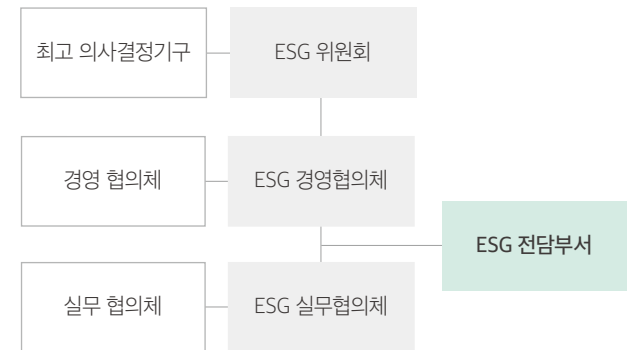 최고 의사결정기구
ESG 위원회
경영 협의체
ESG 경영협의체
ESG 전담부서
실무 협의체
ESG 실무협의체